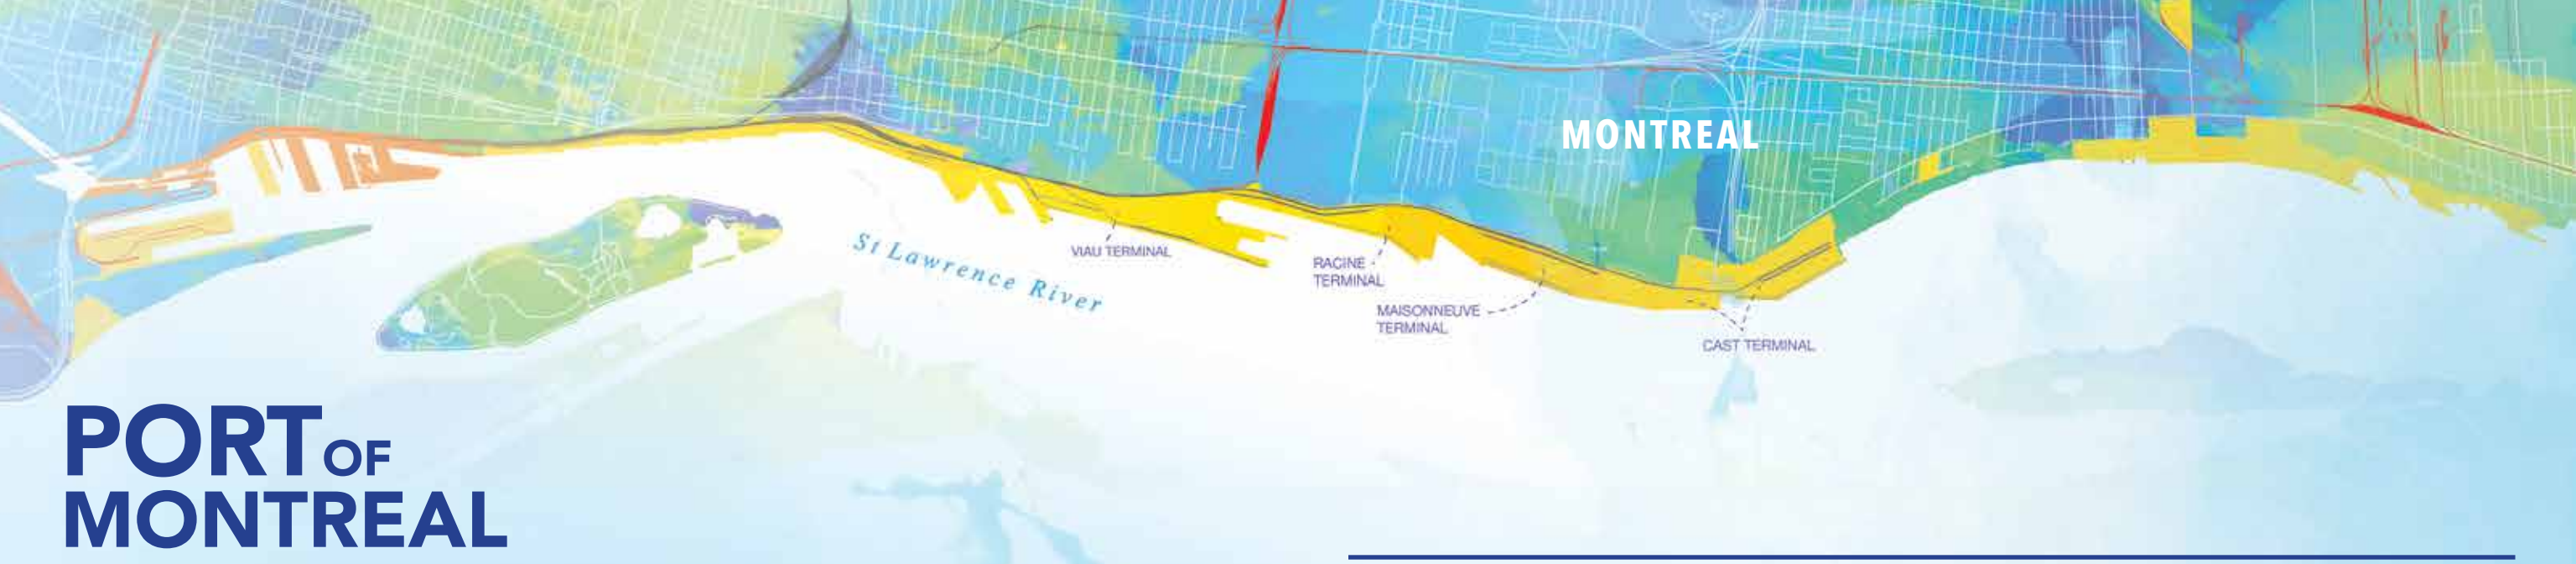 MONTREAL
St Lawrence River
VIAU TERMINAL
RACINE
TERMINAL
MAISONNEUVE
TERMINAL
CAST TERMINAL
PORT OF
MONTREAL